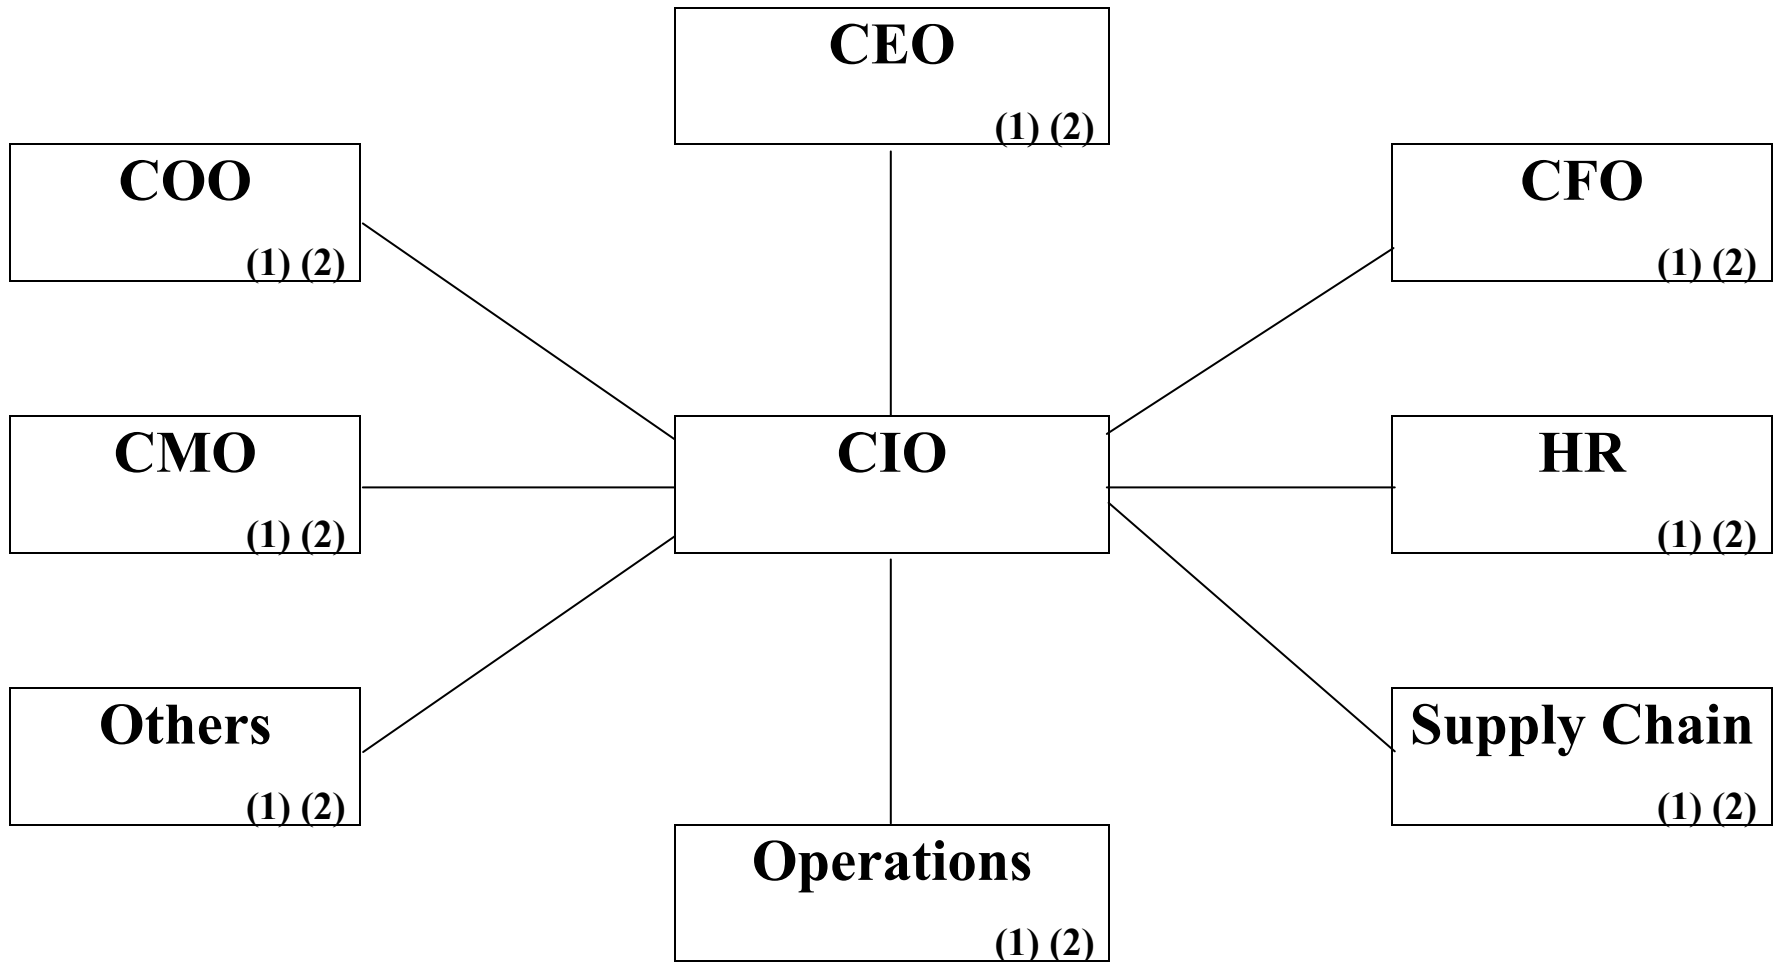 CEO
(1) (2)
COO
(1) (2)
CFO
(1) (2)
CMO
(1) (2)
CIO
HR
(1) (2)
Others
(1) (2)
Supply Chain
(1) (2)
Operations
(1) (2)